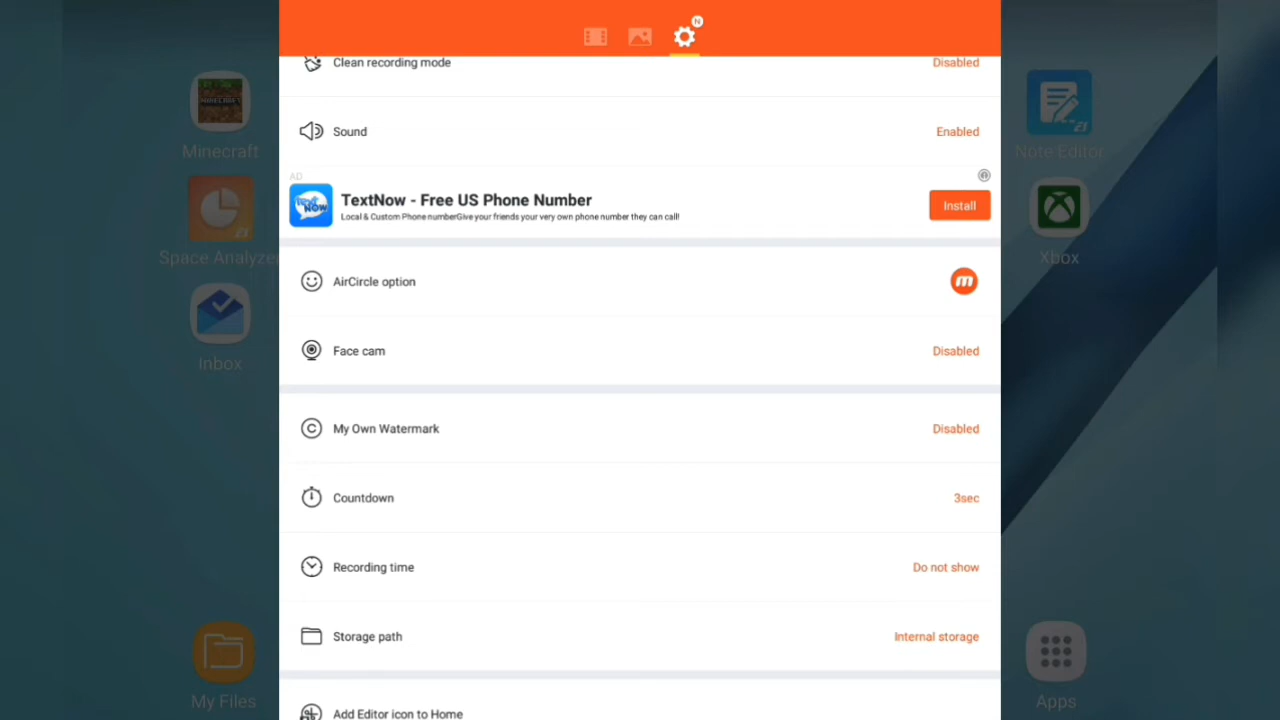 N
Clean recording mode Disabled
Sound Enabled
AD
TextNow - Free US Phone Number
Local & Custom Phone numberGive your friends your very own phone number they can call!
Install
AirCircle option m
Face cam Disabled
My Own Watermark Disabled
Countdown 3sec
Recording time Do not show
Storage path Internal storage
Add Editor icon to Home
MINECRAFT
Minecraft
Space Analyzer
Inbox
My Files
Note Editor
Xbox
Apps
text NOW